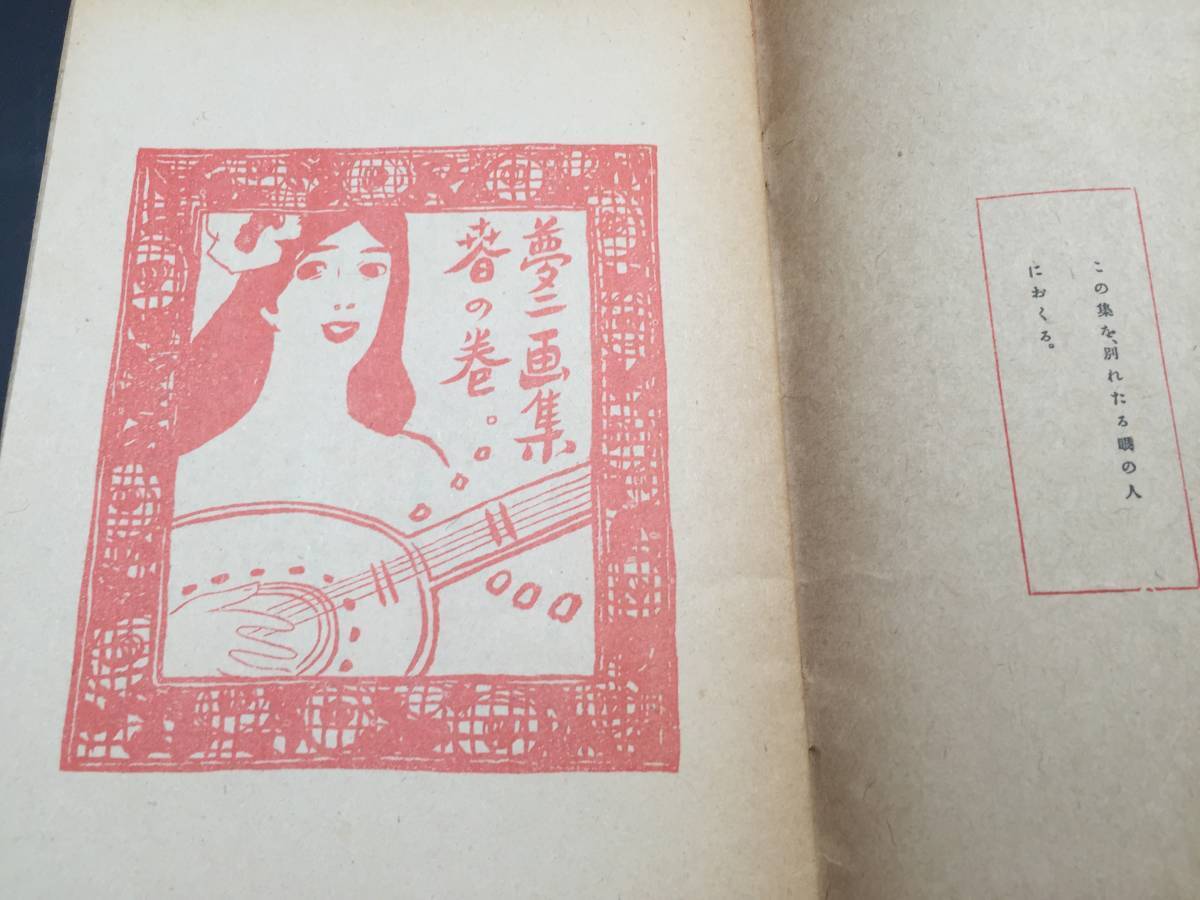 この集を、別れたるの人
におくる。
夢二画集
春の巻。